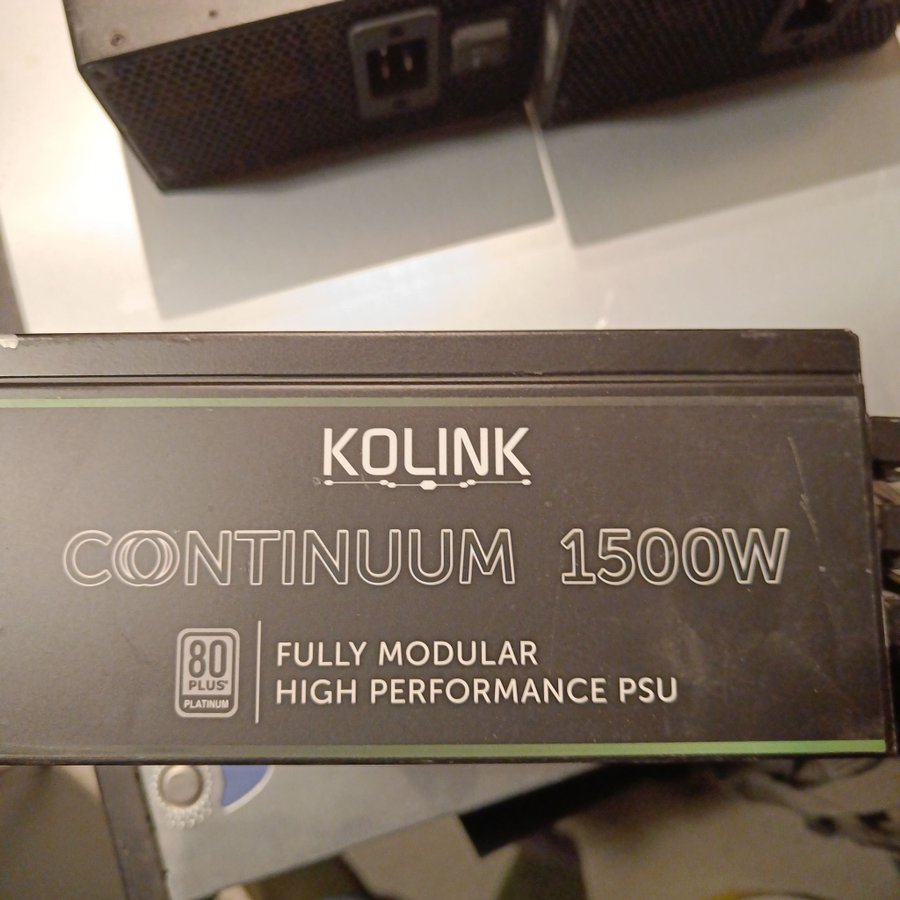 KOLINK
CONTINUUM 1500W
80
PLUS
PLATINUM
FULLY MODULAR
HIGH PERFORMANCE PSU